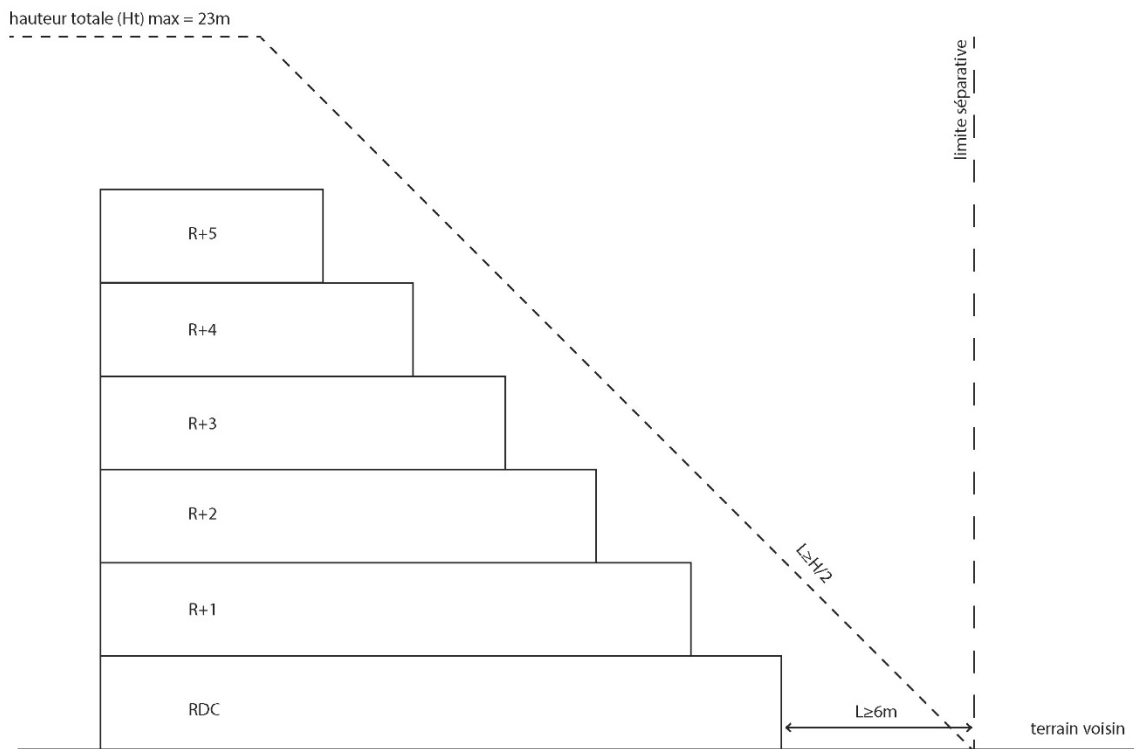 hauteur totale (Ht) max = 23m
limite séparative
R+5
R+4
R+3
R+2
L≥H/2
R+1
RDC
L≥6m
terrain voisin